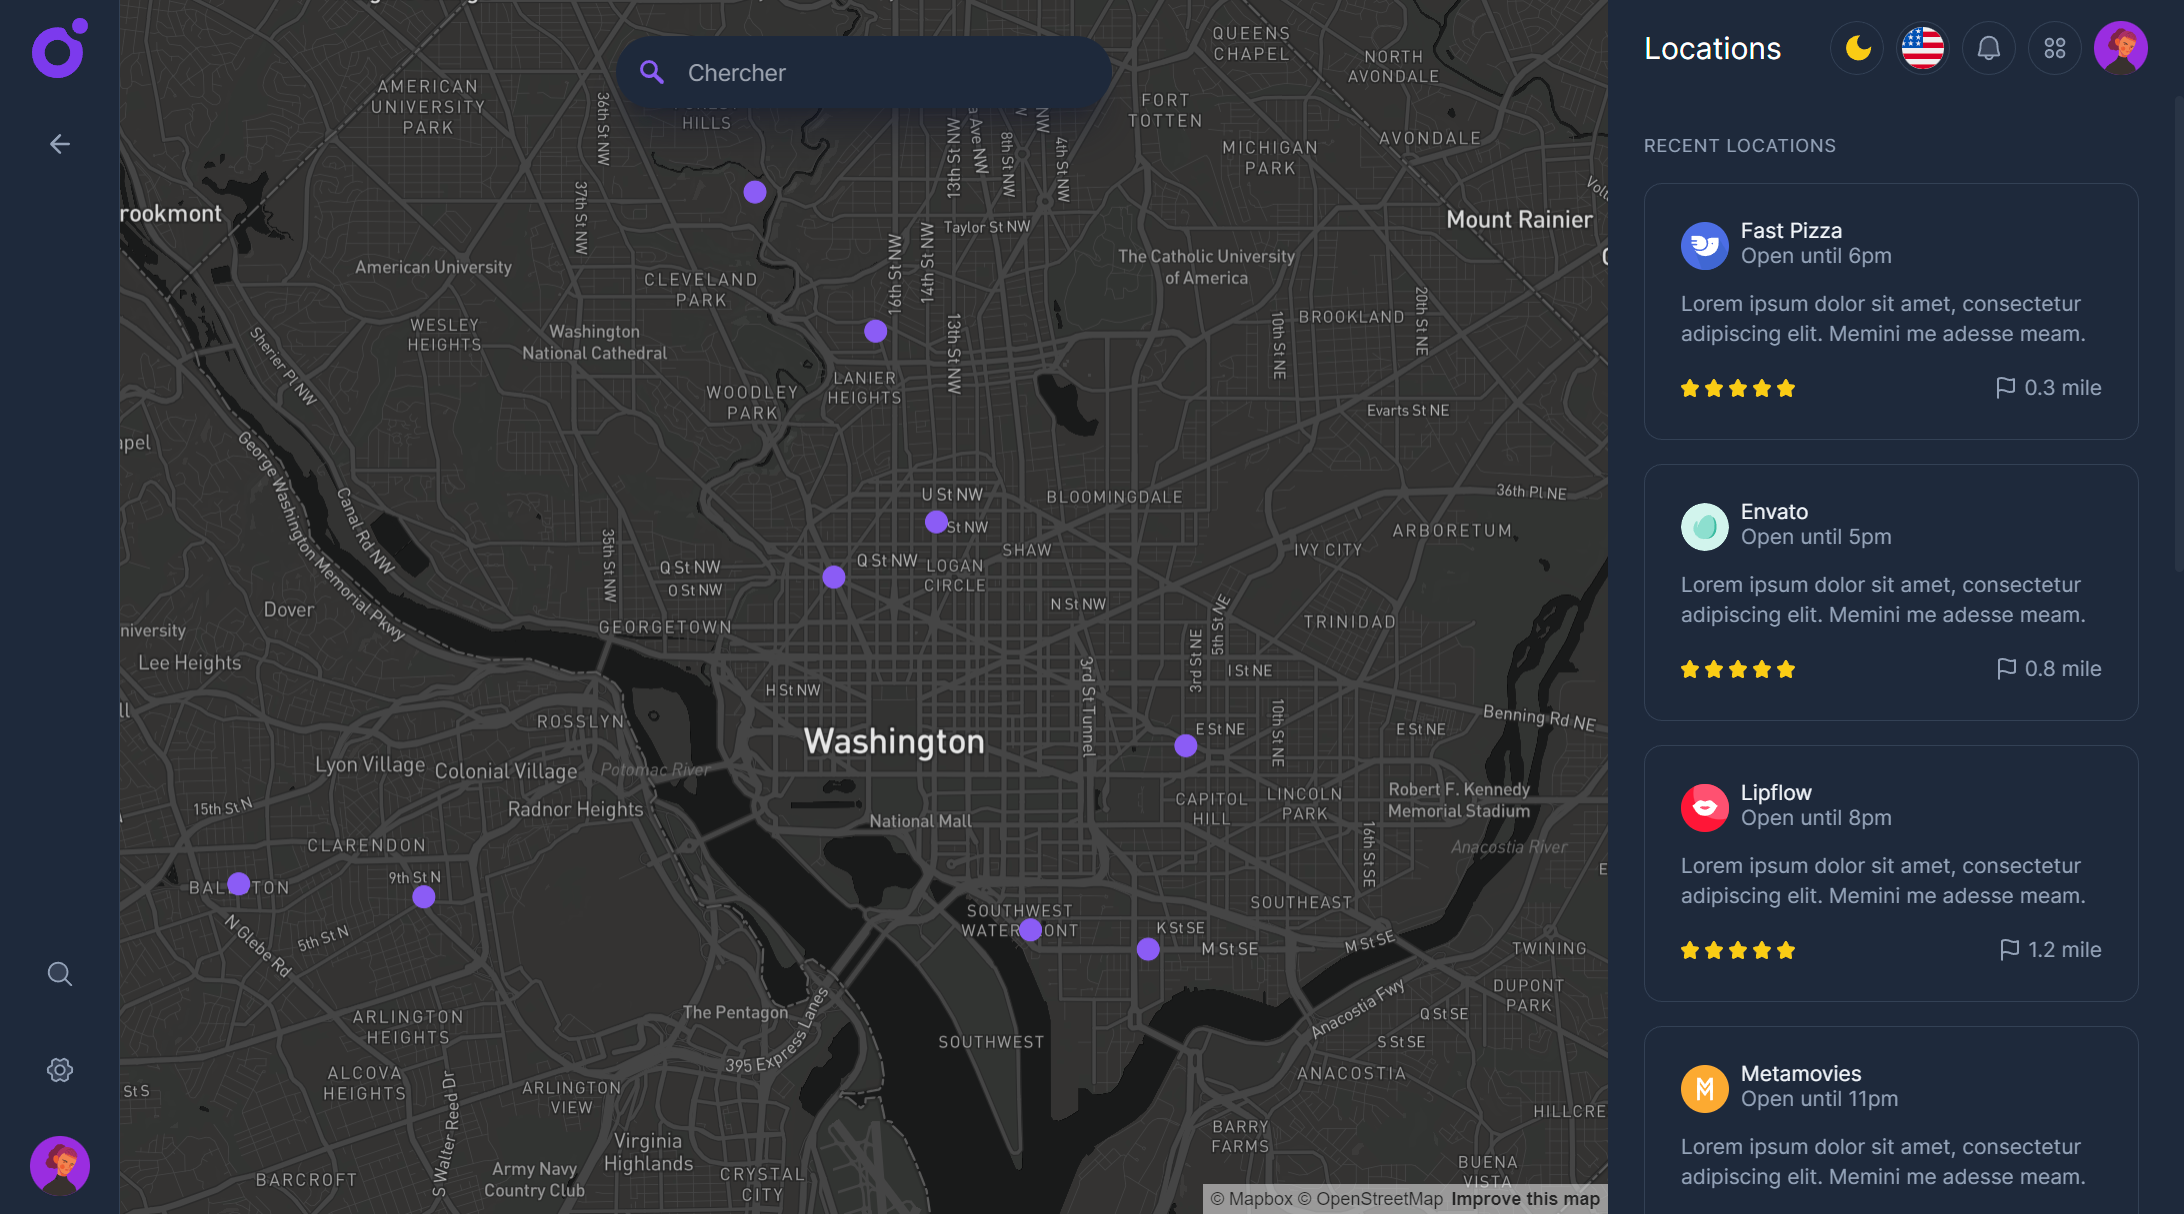 Chercher
QUEENS
CHAPEL
NORTH
AVONDALE
AMERICAN
UNIVERSITY
PARK
36th St NW
HILLS
FORT
TOTTEN
13th St NW
8th St NW
4th St NW
MICHIGAN
PARK
AVONDALE
37th St NW
rookmont
Taylor St NW
Mount Rainier
American University
CLEVELAND
PARK
16th St NW
14th St NW
The Catholic University
of America
WESLEY
HEIGHTS
Washington
National Cathedral
13th St NW
10th St NE
BROOKLAND
20th St NE
Sherier Pl NW
WOODLEY
PARK
LANIER
HEIGHTS
Evarts St NE
George Washington Memorial Pkwy
Canal Rd NW
U St NW
St NW
BLOOMINGDALE
36th Pl NE
ARBORETUM
35th St NW
Q St NW
O St NW
Q St NW
LOGAN
CIRCLE
SHAW
IVY CITY
Dover
N St NW
5th St NE
TRINIDAD
niversity
GEORGETOWN
Lee Heights
3rd St Tunnel
3rd St NE
I St NE
H St NW
ROSSLYN
Washington
E St NE
10th St NE
E St NE
Benning Rd NE
Lyon Village
Colonial Village
Potomac River
Radnor Heights
15th St N
National Mall
CAPITOL
HILL
LINCOLN
PARK
Robert F. Kennedy
Memorial Stadium
16th St SE
Anacostia River
CLARENDON
9th St N
N Glebe Rd
5th St N
SOUTHWEST
K St SE
M St SE
SOUTHEAST
M St SE
TWINING
The Pentagon
395 Express Lanes
SOUTHWEST
DUPONT
PARK
Anacostia Fwy
Q St SE
S St SE
ANACOSTIA
ARLINGTON
HEIGHTS
ALCOVA
HEIGHTS
St S
S Walter Reed Dr
ARLINGTON
VIEW
Virginia
Highlands
HILLCRE
BARRY
FARMS
BARCROFT
Army Navy
Country Club
CRYSTAL
CITY
BUENA
VISTA
© Mapbox © OpenStreetMap Improve this map
Locations
RECENT LOCATIONS
Fast Pizza
Open until 6pm
Lorem ipsum dolor sit amet, consectetur
adipiscing elit. Memini me adesse meam.
0.3 mile
Envato
Open until 5pm
Lorem ipsum dolor sit amet, consectetur
adipiscing elit. Memini me adesse meam.
0.8 mile
Lipflow
Open until 8pm
Lorem ipsum dolor sit amet, consectetur
adipiscing elit. Memini me adesse meam.
1.2 mile
Metamovies
Open until 11pm
Lorem ipsum dolor sit amet, consectetur
adipiscing elit. Memini me adesse meam.